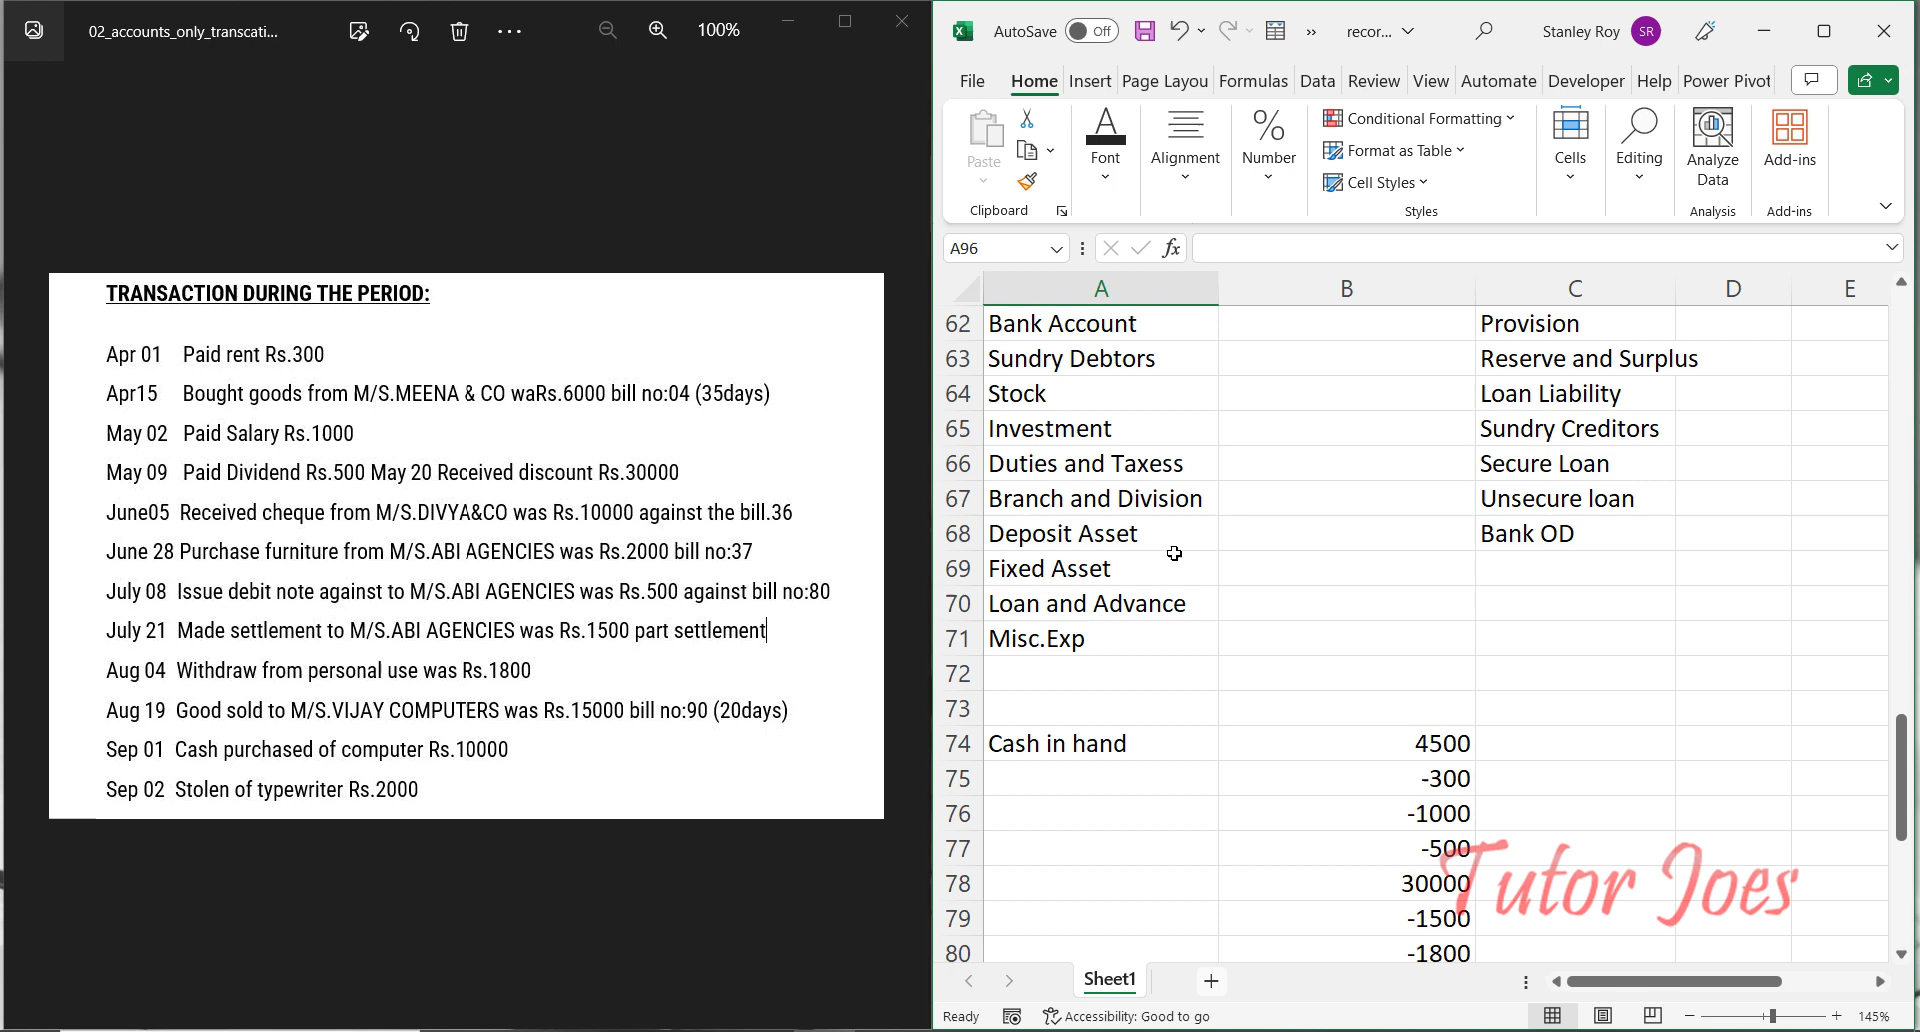 02_accounts_only_transcati...
100%
TRANSACTION DURING THE PERIOD:
Apr 01 Paid rent Rs.300
Apr15 Bought goods from M/S.MEENA & CO waRs.6000 bill no:04 (35days)
May 02 Paid Salary Rs.1000
May 09 Paid Dividend Rs.500 May 20 Received discount Rs.30000
June05 Received cheque from M/S.DIVYA&CO was Rs.10000 against the bill.36
June 28 Purchase furniture from M/S.ABI AGENCIES was Rs.2000 bill no:37
July 08 Issue debit note against to M/S.ABI AGENCIES was Rs.500 against bill no:80
July 21 Made settlement to M/S.ABI AGENCIES was Rs.1500 part settlement
Aug 04 Withdraw from personal use was Rs.1800
Aug 19 Good sold to M/S.VIJAY COMPUTERS was Rs.15000 bill no:90 (20days)
Sep 01 Cash purchased of computer Rs.10000
Sep 02 Stolen of typewriter Rs.2000
AutoSave Off recor... Stanley Roy SR
File Home Insert Page Layou Formulas Data Review View Automate Developer Help Power Pivot
Paste
Font
Alignment
Number
Conditional Formatting
Format as Table
Cell Styles
Cells
Editing
Analyze Data
Add-ins
Clipboard Styles Analysis Add-ins
A96 fx
A B C D E
62 Bank Account Provision
63 Sundry Debtors Reserve and Surplus
64 Stock Loan Liability
65 Investment Sundry Creditors
66 Duties and Taxess Secure Loan
67 Branch and Division Unsecure loan
68 Deposit Asset Bank OD
69 Fixed Asset
70 Loan and Advance
71 Misc.Exp
72
73
74 Cash in hand 4500
75 -300
76 -1000
77 -500
78 30000
79 -1500
80 -1800
Tutor Joes
Sheet1
Ready Accessibility: Good to go 145%